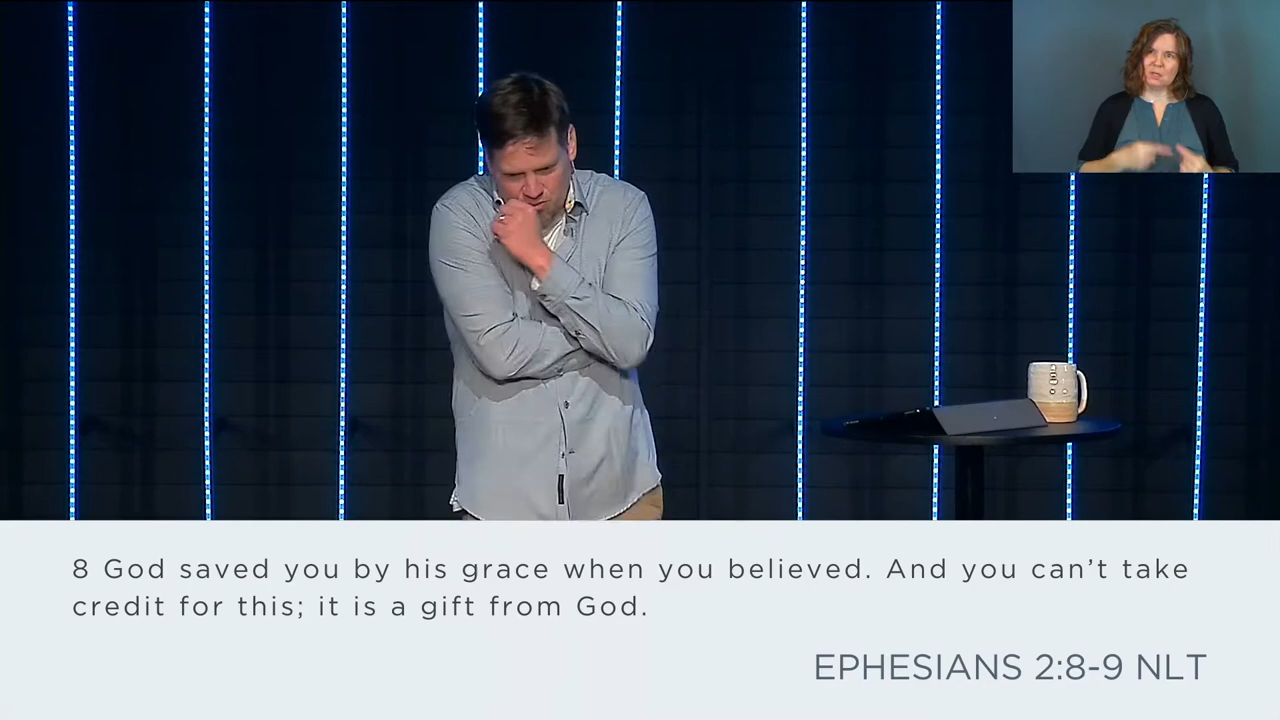 8 God saved you by his grace when you believed. And you can’t take
credit for this; it is a gift from God.
EPHESIANS 2:8-9 NLT